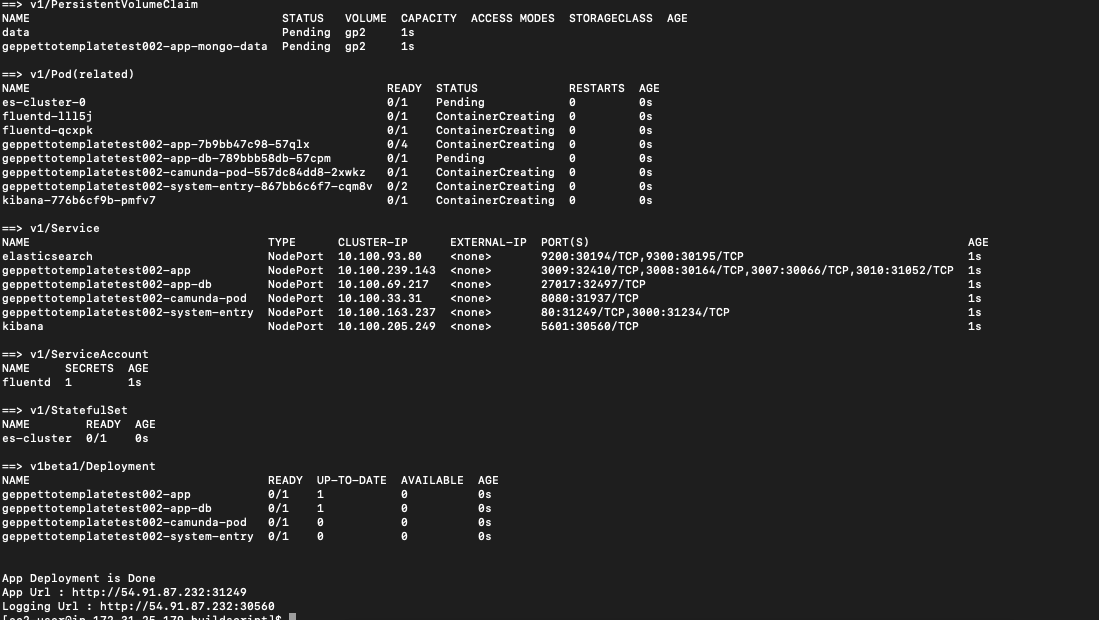 ==> v1/PersistentVolumeClaim
NAME STATUS VOLUME CAPACITY ACCESS MODES STORAGECLASS AGE
data Pending gp2 1s
geppettotemplatetest002-app-mongo-data Pending gp2 1s
==> v1/Pod(related)
NAME READY STATUS RESTARTS AGE
es-cluster-0 0/1 Pending 0 0s
fluentd-lll5j 0/1 ContainerCreating 0 0s
fluentd-qcxpk 0/1 ContainerCreating 0 0s
geppettotemplatetest002-app-7b9bb47c98-57qlx 0/4 ContainerCreating 0 0s
geppettotemplatetest002-app-db-789bbb58db-57cpm 0/1 Pending 0 0s
geppettotemplatetest002-camunda-pod-557dc84dd8-2xwkz 0/1 ContainerCreating 0 0s
geppettotemplatetest002-system-entry-867bb6c6f7-cqm8v 0/2 ContainerCreating 0 0s
kibana-776b6cf9b-pmfv7 0/1 ContainerCreating 0 0s
==> v1/Service
NAME TYPE CLUSTER-IP EXTERNAL-IP PORT(S) AGE
elasticsearch NodePort 10.100.93.80 <none> 9200:30194/TCP,9300:30195/TCP 1s
geppettotemplatetest002-app NodePort 10.100.239.143 <none> 3009:32410/TCP,3008:30164/TCP,3007:30066/TCP,3010:31052/TCP 1s
geppettotemplatetest002-app-db NodePort 10.100.69.217 <none> 27017:32497/TCP 1s
geppettotemplatetest002-camunda-pod NodePort 10.100.33.31 <none> 8080:31937/TCP 1s
geppettotemplatetest002-system-entry NodePort 10.100.163.237 <none> 80:31249/TCP,3000:31234/TCP 1s
kibana NodePort 10.100.205.249 <none> 5601:30560/TCP 1s
==> v1/ServiceAccount
NAME SECRETS AGE
fluentd 1 1s
==> v1/StatefulSet
NAME READY AGE
es-cluster 0/1 0s
==> v1beta1/Deployment
NAME READY UP-TO-DATE AVAILABLE AGE
geppettotemplatetest002-app 0/1 1 0 0s
geppettotemplatetest002-app-db 0/1 1 0 0s
geppettotemplatetest002-camunda-pod 0/1 0 0 0s
geppettotemplatetest002-system-entry 0/1 0 0 0s
App Deployment is Done
App Url : http://54.91.87.232:31249
Logging Url : http://54.91.87.232:30560
[ec2-user@ip-172-31-25-179 buildscript]$